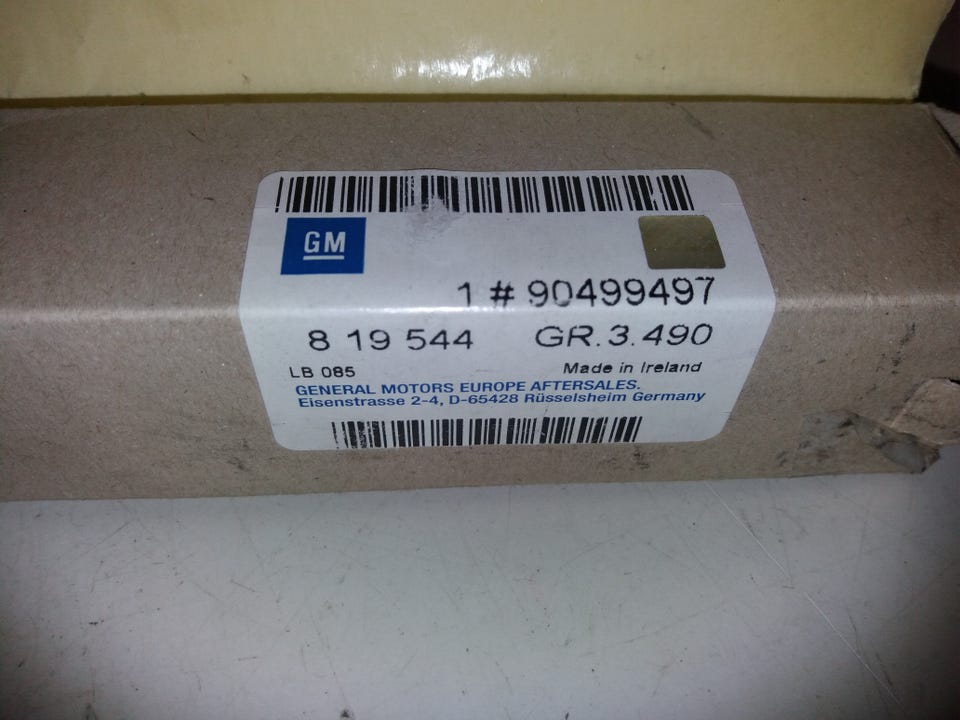 GM
1 # 90499497
8 19 544 GR.3.490
LB 085 Made in Ireland
GENERAL MOTORS EUROPE AFTERSALES.
Eisenstrasse 2-4, D-65428 Rüsselsheim Germany